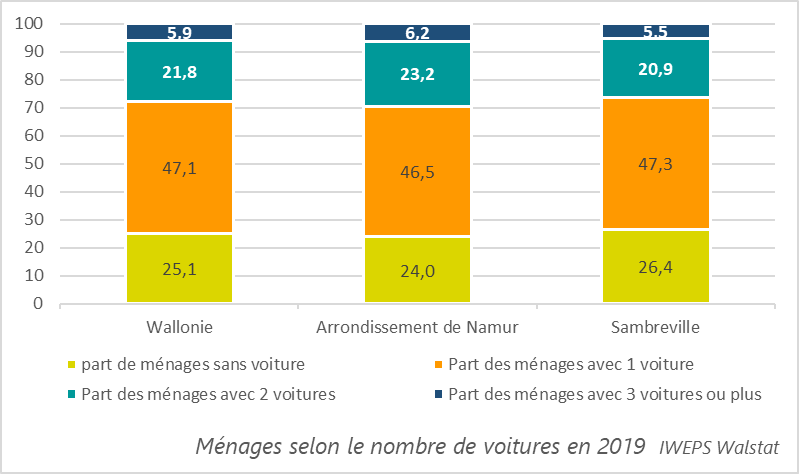 100
5,9
6,2
5,5
90
21,8
23,2
20,9
80
70
60
47,1
46,5
47,3
50
40
30
25,1
24,0
26,4
20
10
0
Wallonie
Arrondissement de Namur
Sambreville
part de ménages sans voiture
Part des ménages avec 1 voiture
Part des ménages avec 2 voitures
Part des ménages avec 3 voitures ou plus
Ménages selon le nombre de voitures en 2019 IWEPS Walstat